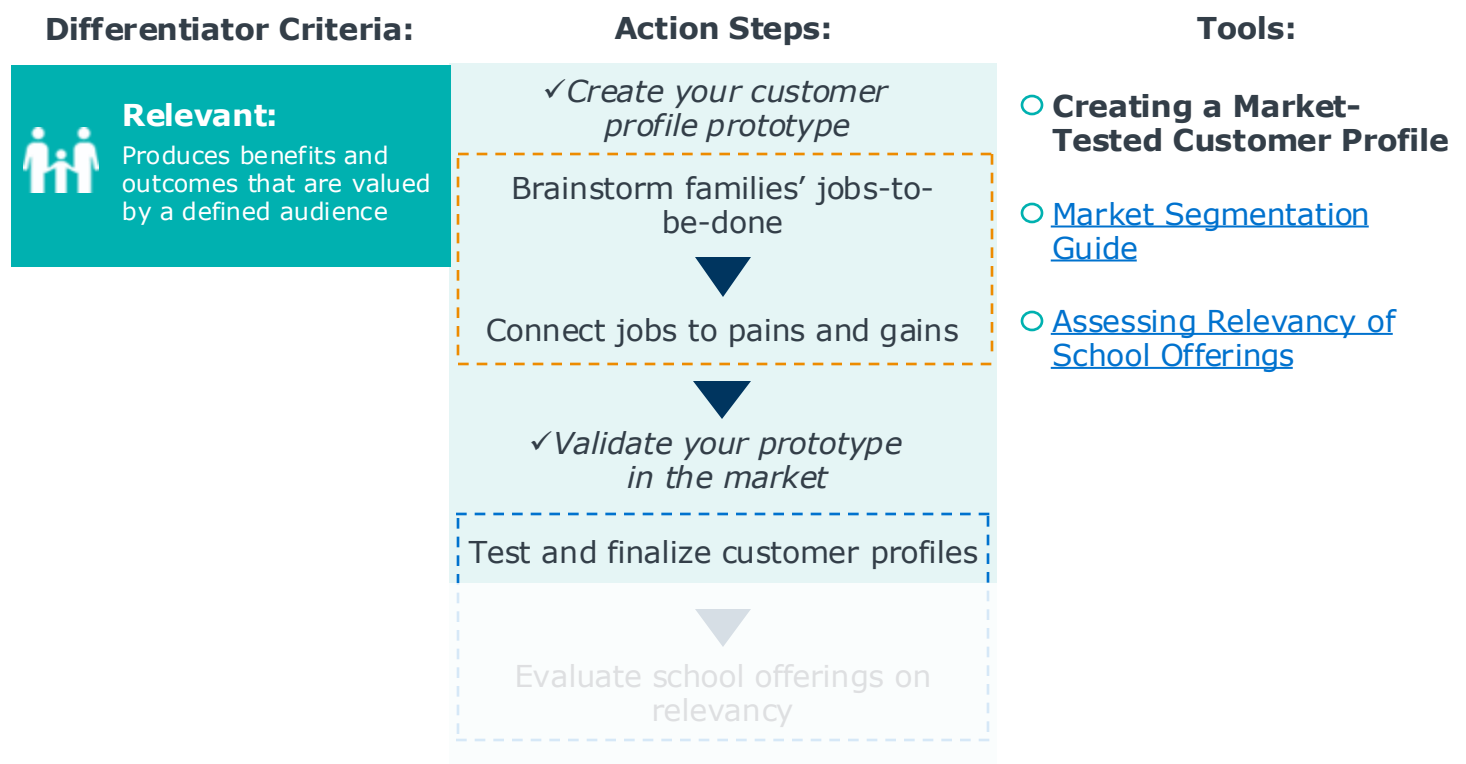 Differentiator Criteria:
Action Steps:
Tools:
Relevant:
Produces benefits and
outcomes that are valued
by a defined audience
✓Create your customer
profile prototype
Brainstorm families’ jobs-to-
be-done
Connect jobs to pains and gains
✓Validate your prototype
in the market
Test and finalize customer profiles
Evaluate school offerings on
relevancy
Creating a Market-
Tested Customer Profile
Market Segmentation
Guide
Assessing Relevancy of
School Offerings